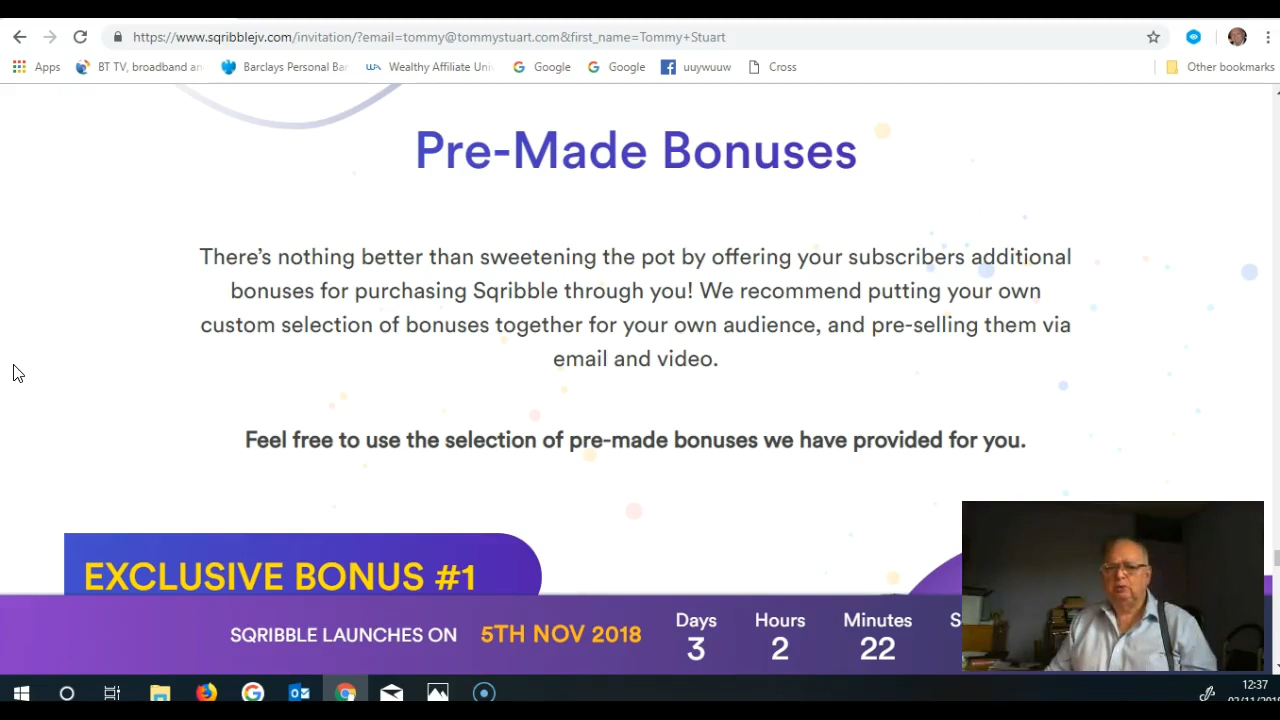 https://www.sqribblejv.com/invitation/?email=tommy@tommystuart.com&first_name=Tommy+Stuart
Apps BT TV, broadband an Barclays Personal Ban Wealthy Affiliate Univ Google Google uuywuuw Cross Other bookmarks
Pre-Made Bonuses
There's nothing better than sweetening the pot by offering your subscribers additional
bonuses for purchasing Sqribble through you! We recommend putting your own
custom selection of bonuses together for your own audience, and pre-selling them via
email and video.
Feel free to use the selection of pre-made bonuses we have provided for you.
EXCLUSIVE BONUS #1
SQRIBBLE LAUNCHES ON 5TH NOV 2018
Days Hours Minutes S
3 2 22
12:37